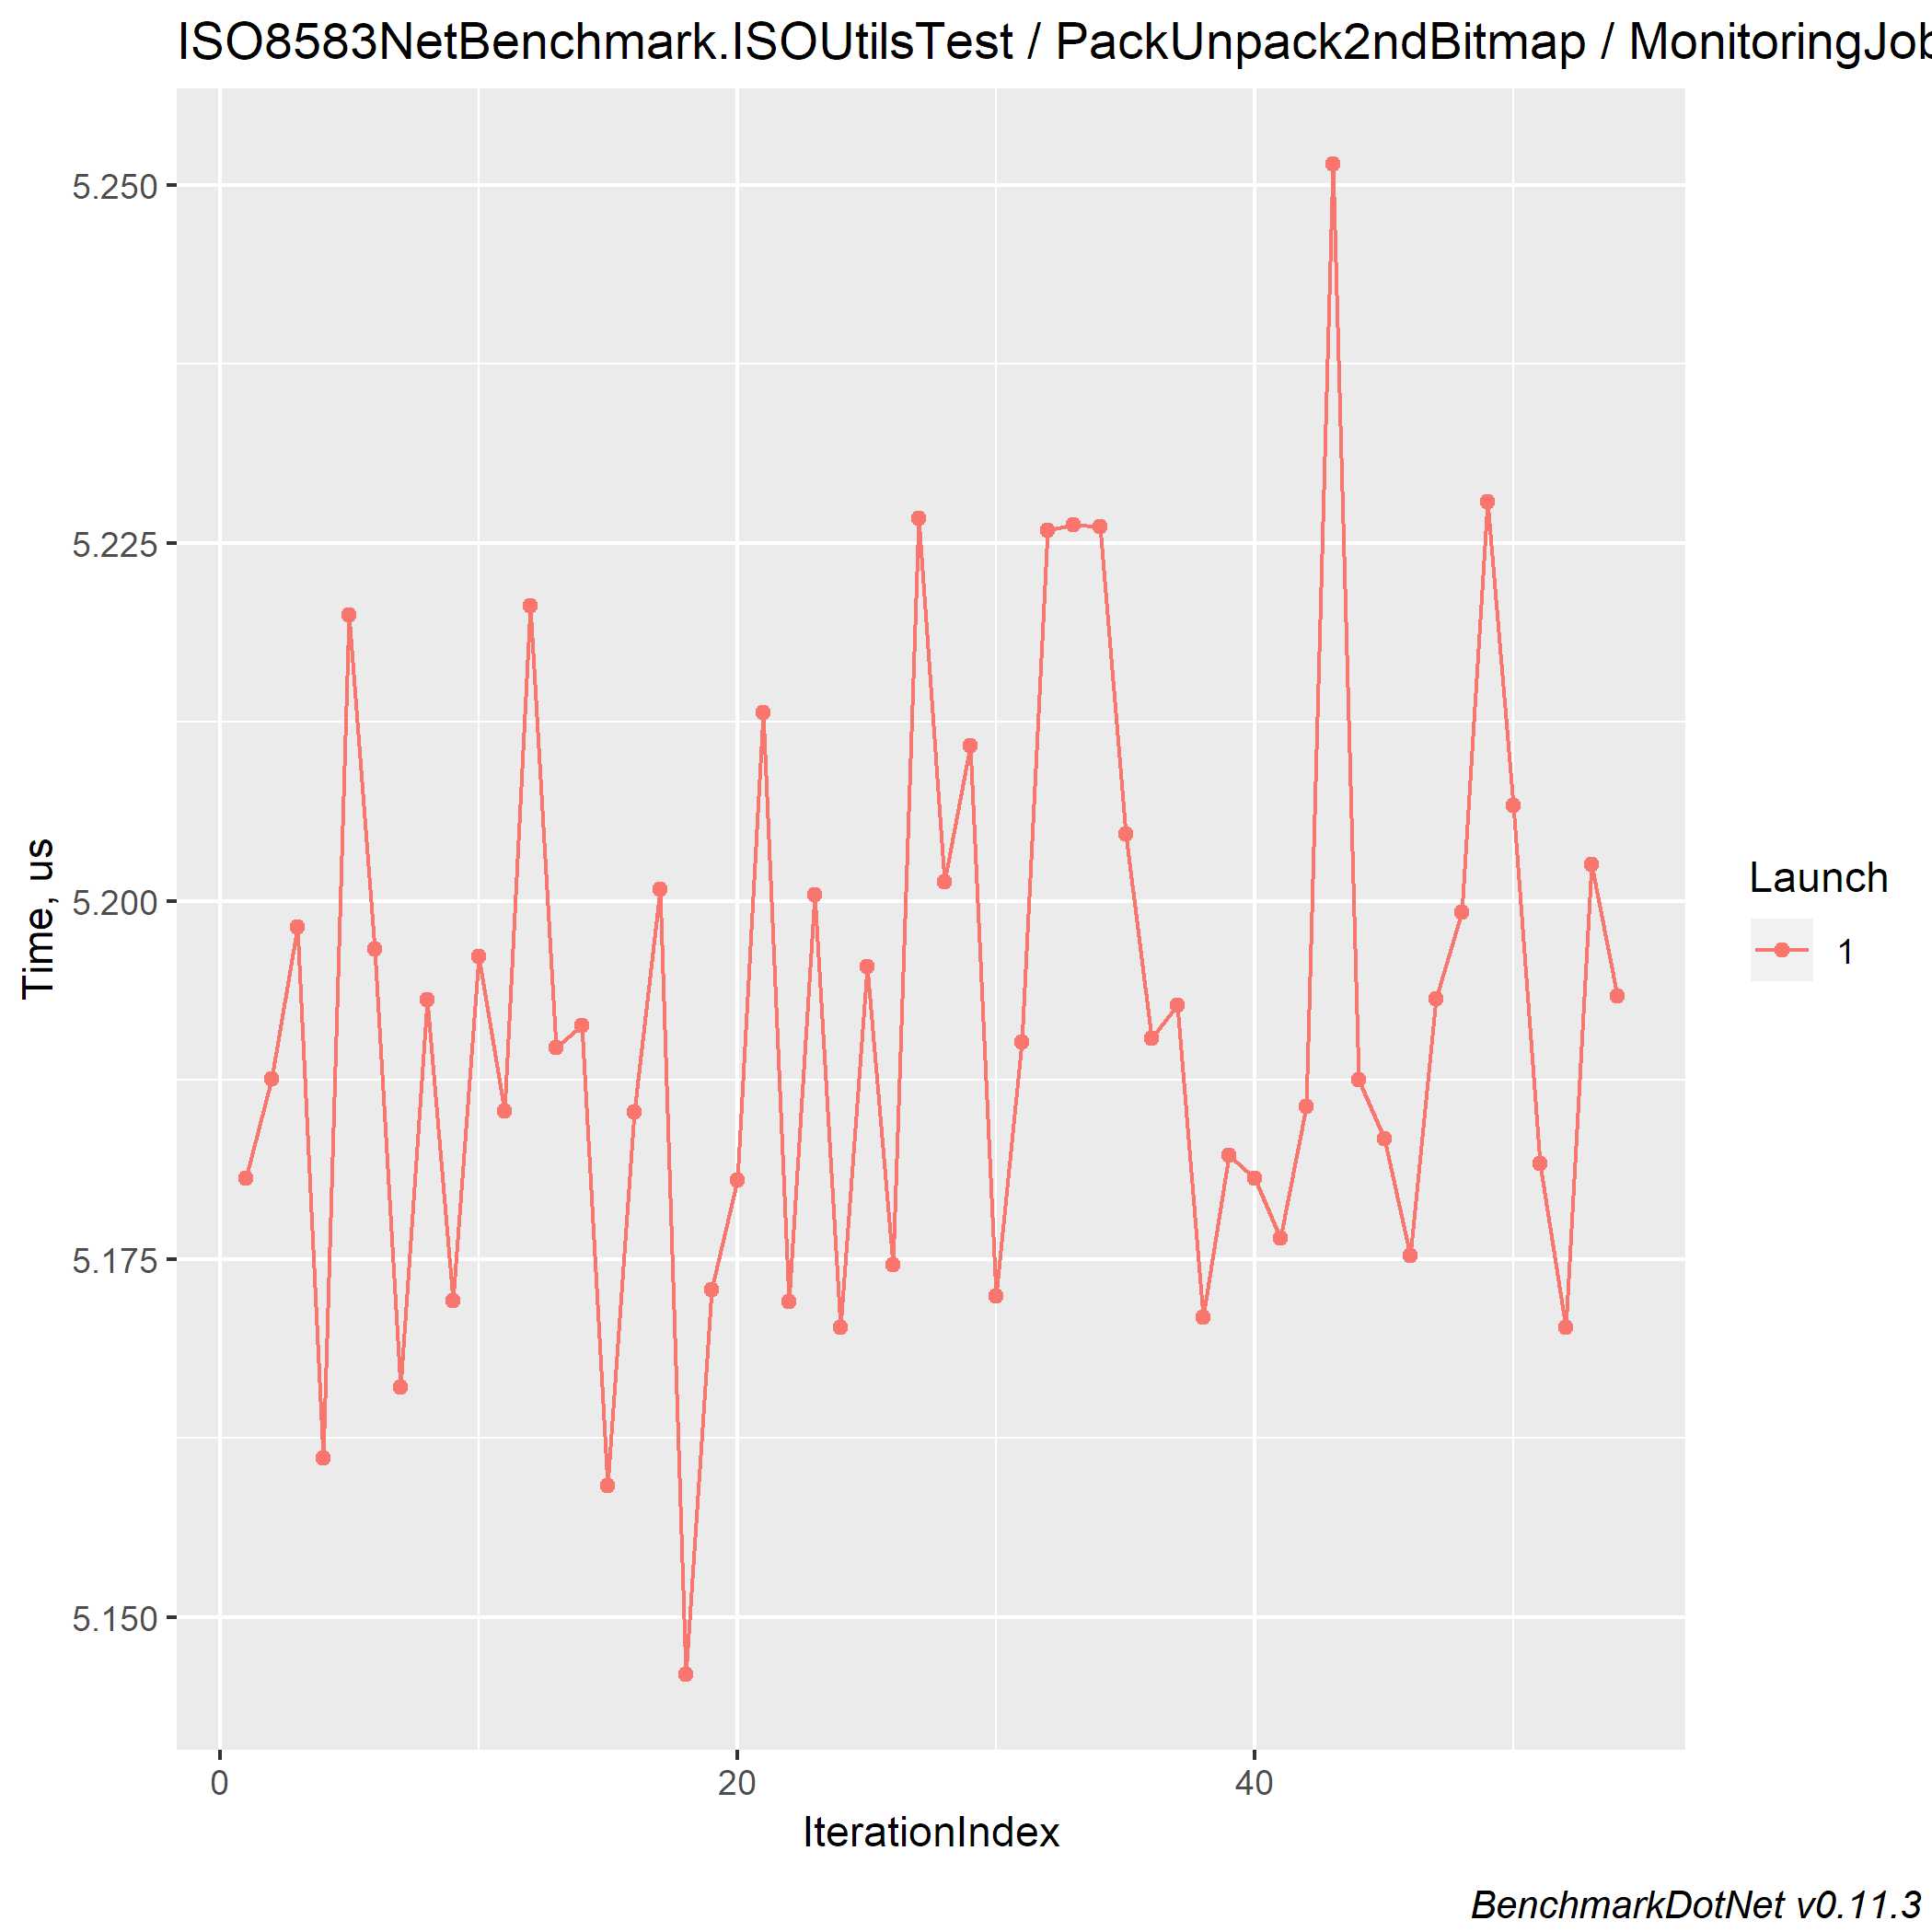 ISO8583NetBenchmark.ISOUtilsTest / PackUnpack2ndBitmap / MonitoringJob
5.250
5.225
5.200
5.175
5.150
Time, us
0 20 40
IterationIndex
Launch
1
BenchmarkDotNet v0.11.3